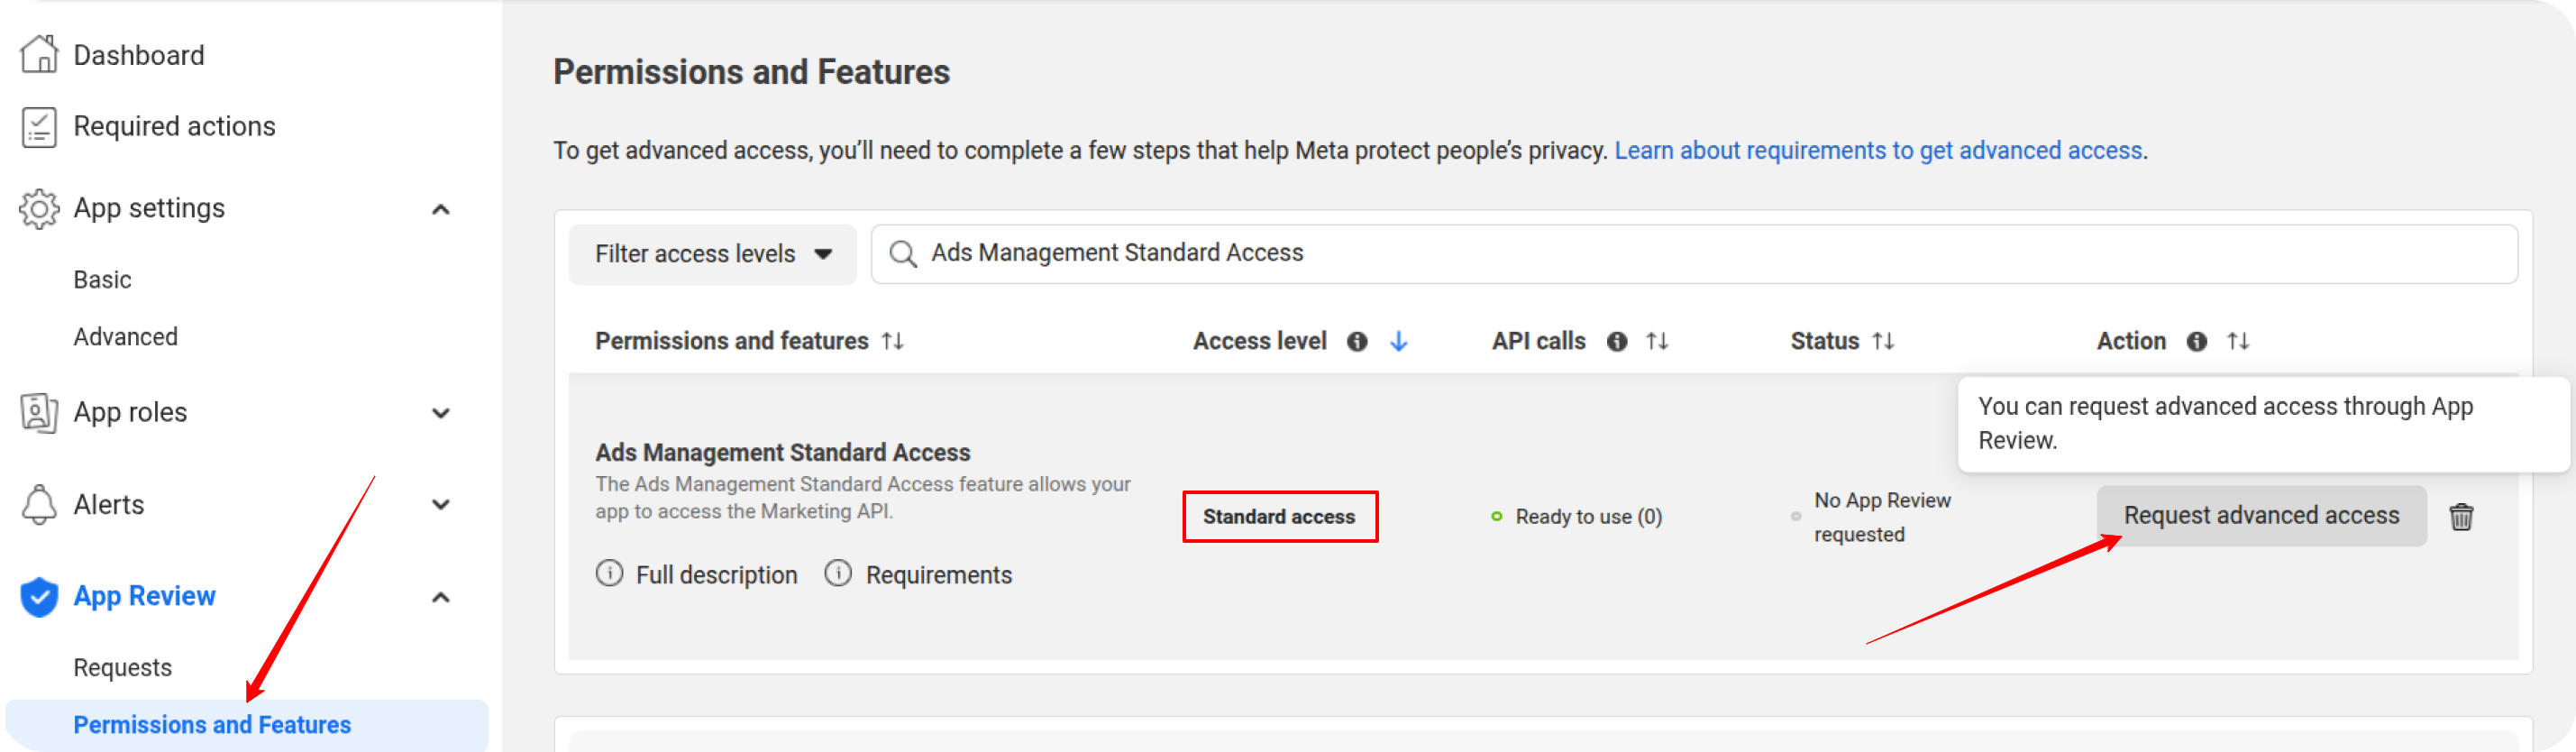 Dashboard
Required actions
App settings
Basic
Advanced
App roles
Alerts
App Review
Requests
Permissions and Features
Permissions and Features
To get advanced access, you’ll need to complete a few steps that help Meta protect people’s privacy. Learn about requirements to get advanced access.
Filter access levels
Ads Management Standard Access
Permissions and features Access level API calls Status Action
You can request advanced access through App
Review.
Ads Management Standard Access
The Ads Management Standard Access feature allows your
app to access the Marketing API.
Full description Requirements
Standard access
Ready to use (0)
No App Review
requested
Request advanced access